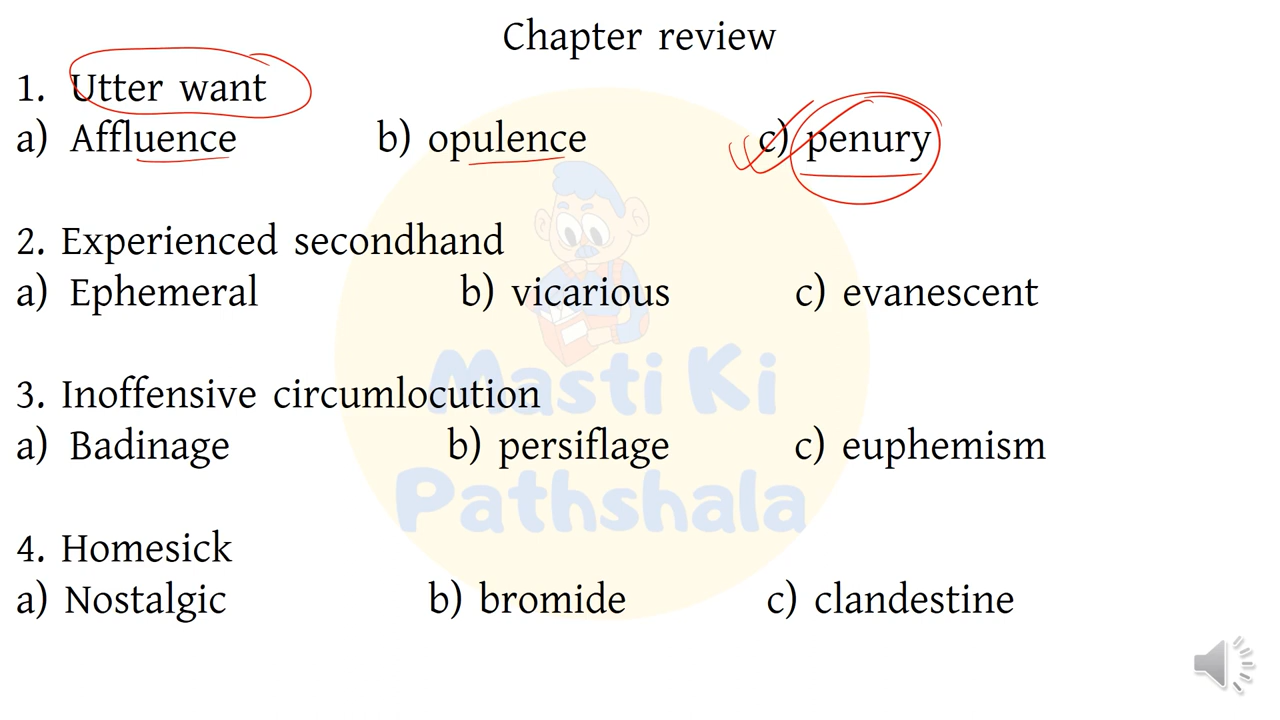 Chapter review
1. Utter want
a) Affluence b) opulence c) penury
2. Experienced secondhand
a) Ephemeral b) vicarious c) evanescent
3. Inoffensive circumlocution
a) Badinage b) persiflage c) euphemism
4. Homesick
a) Nostalgic b) bromide c) clandestine
Masti Ki
Pathshala